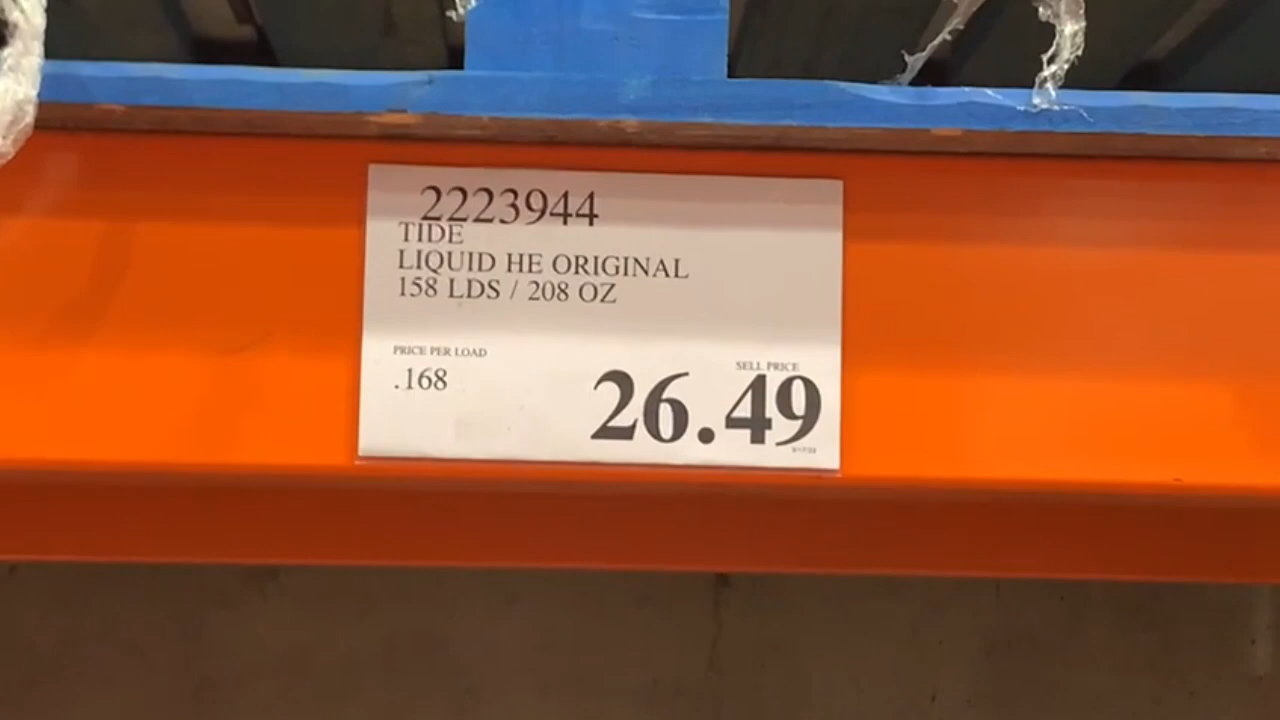 2223944
TIDE
LIQUID HE ORIGINAL
158 LDS / 208 OZ
PRICE PER LOAD
.168
SELL PRICE
26.49